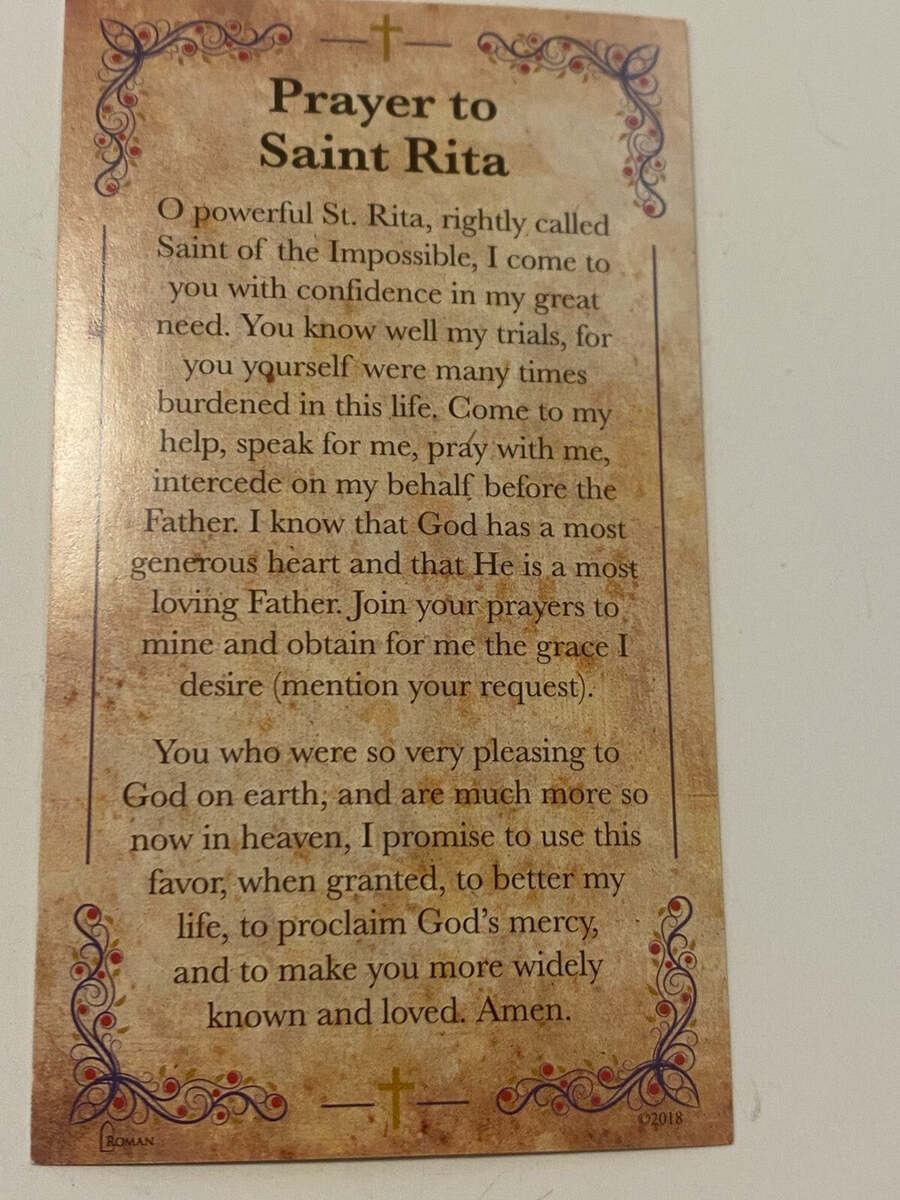 Prayer to
Saint Rita
O powerful St. Rita, rightly called
Saint of the Impossible, I come to
you with confidence in my great
need. You know well my trials, for
you yourself were many times
burdened in this life. Come to my
help, speak for me, pray with me,
intercede on my behalf before the
Father. I know that God has a most
generous heart and that He is a most
loving Father. Join your prayers to
mine and obtain for me the grace I
desire (mention your request).
You who were so very pleasing to
God on earth, and are much more so
now in heaven, I promise to use this
favor, when granted, to better my
life, to proclaim God's mercy,
and to make you more widely
known and loved. Amen.
ROMAN
©2018